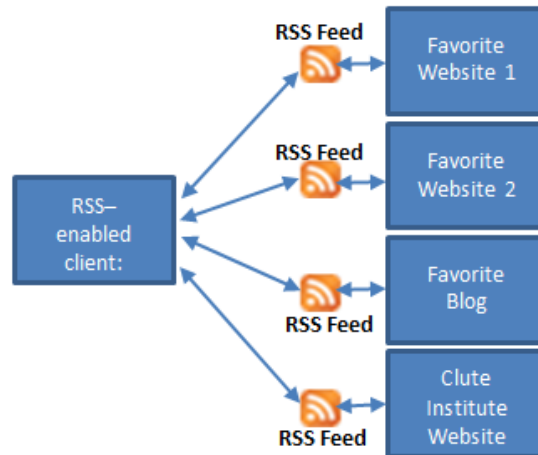 RSS Feed
Favorite
Website 1
RSS Feed
Favorite
Website 2
RSS–
enabled
client:
Favorite
Blog
RSS Feed
Clute
Institute
Website
RSS Feed